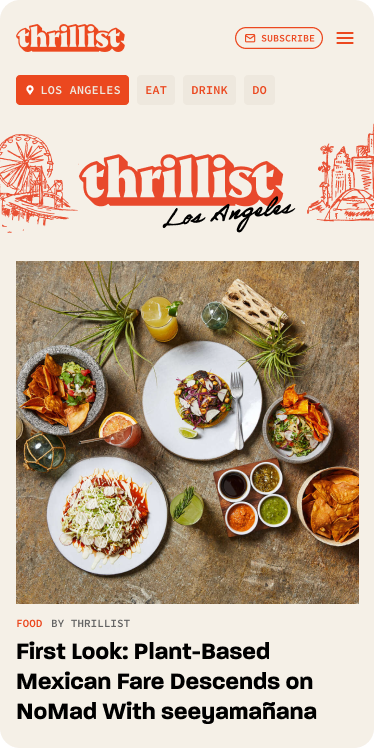 thrillist
SUBSCRIBE
LOS ANGELES EAT DRINK DO
thrillist
Los Angeles
FOOD BY THRILLIST
First Look: Plant-Based
Mexican Fare Descends on
NoMad With seeyamañana